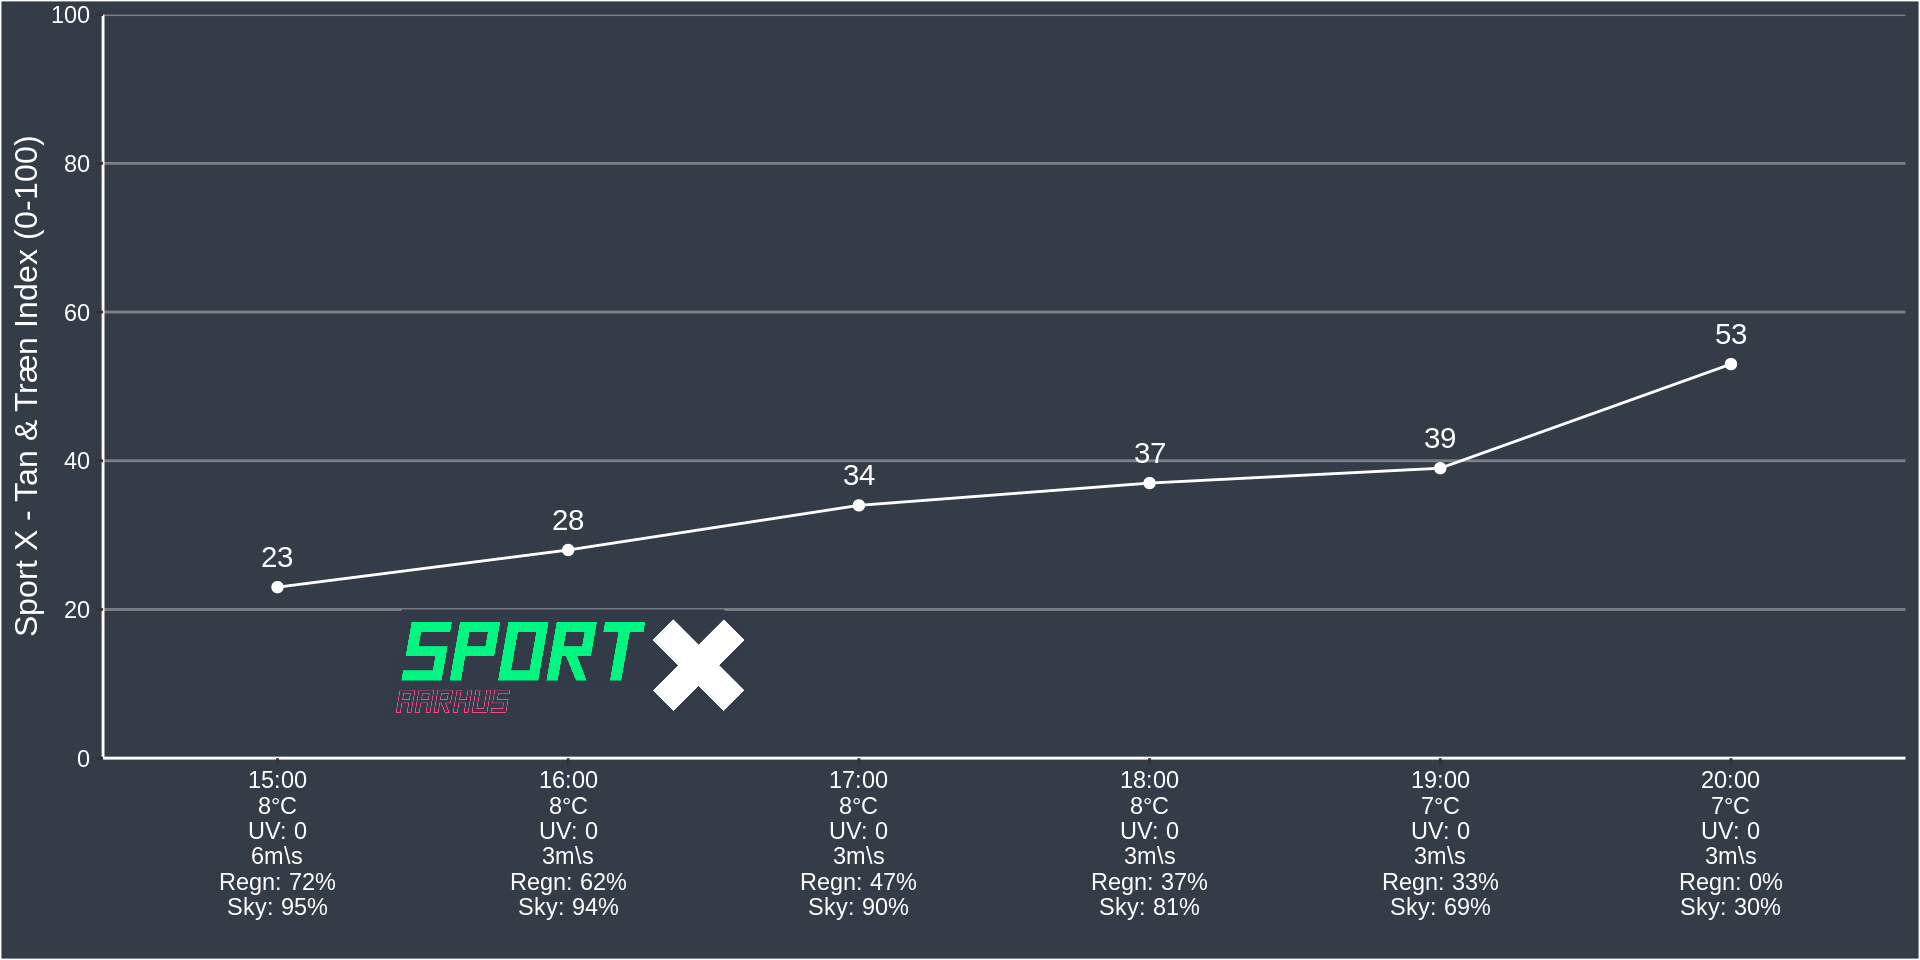 Sport X - Tan & Træn Index (0-100)
100
80
60
40
20
0
23
28
34
37
39
53
SPORT X
AARHUS
15:00
8°C
UV: 0
6m\s
Regn: 72%
Sky: 95%
16:00
8°C
UV: 0
3m\s
Regn: 62%
Sky: 94%
17:00
8°C
UV: 0
3m\s
Regn: 47%
Sky: 90%
18:00
8°C
UV: 0
3m\s
Regn: 37%
Sky: 81%
19:00
7°C
UV: 0
3m\s
Regn: 33%
Sky: 69%
20:00
7°C
UV: 0
3m\s
Regn: 0%
Sky: 30%